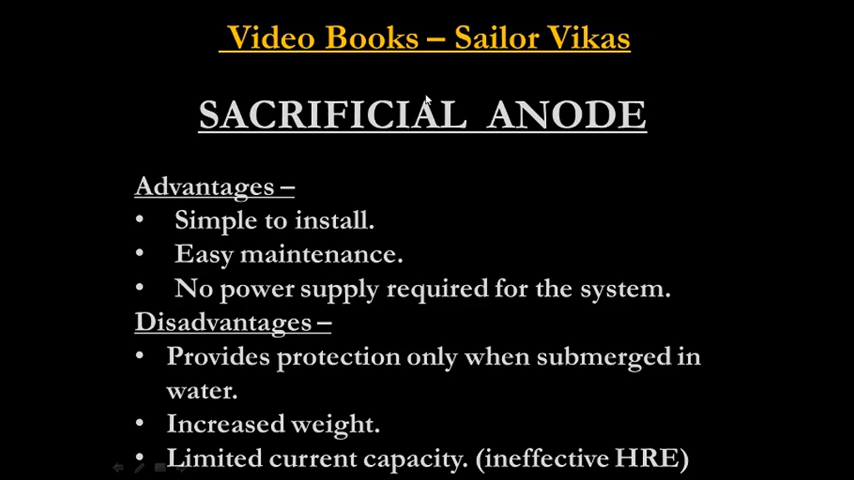 Video Books – Sailor Vikas
SACRIFICIAL ANODE
Advantages –
• Simple to install.
• Easy maintenance.
• No power supply required for the system.
Disadvantages –
• Provides protection only when submerged in
water.
• Increased weight.
• Limited current capacity. (ineffective HRE)